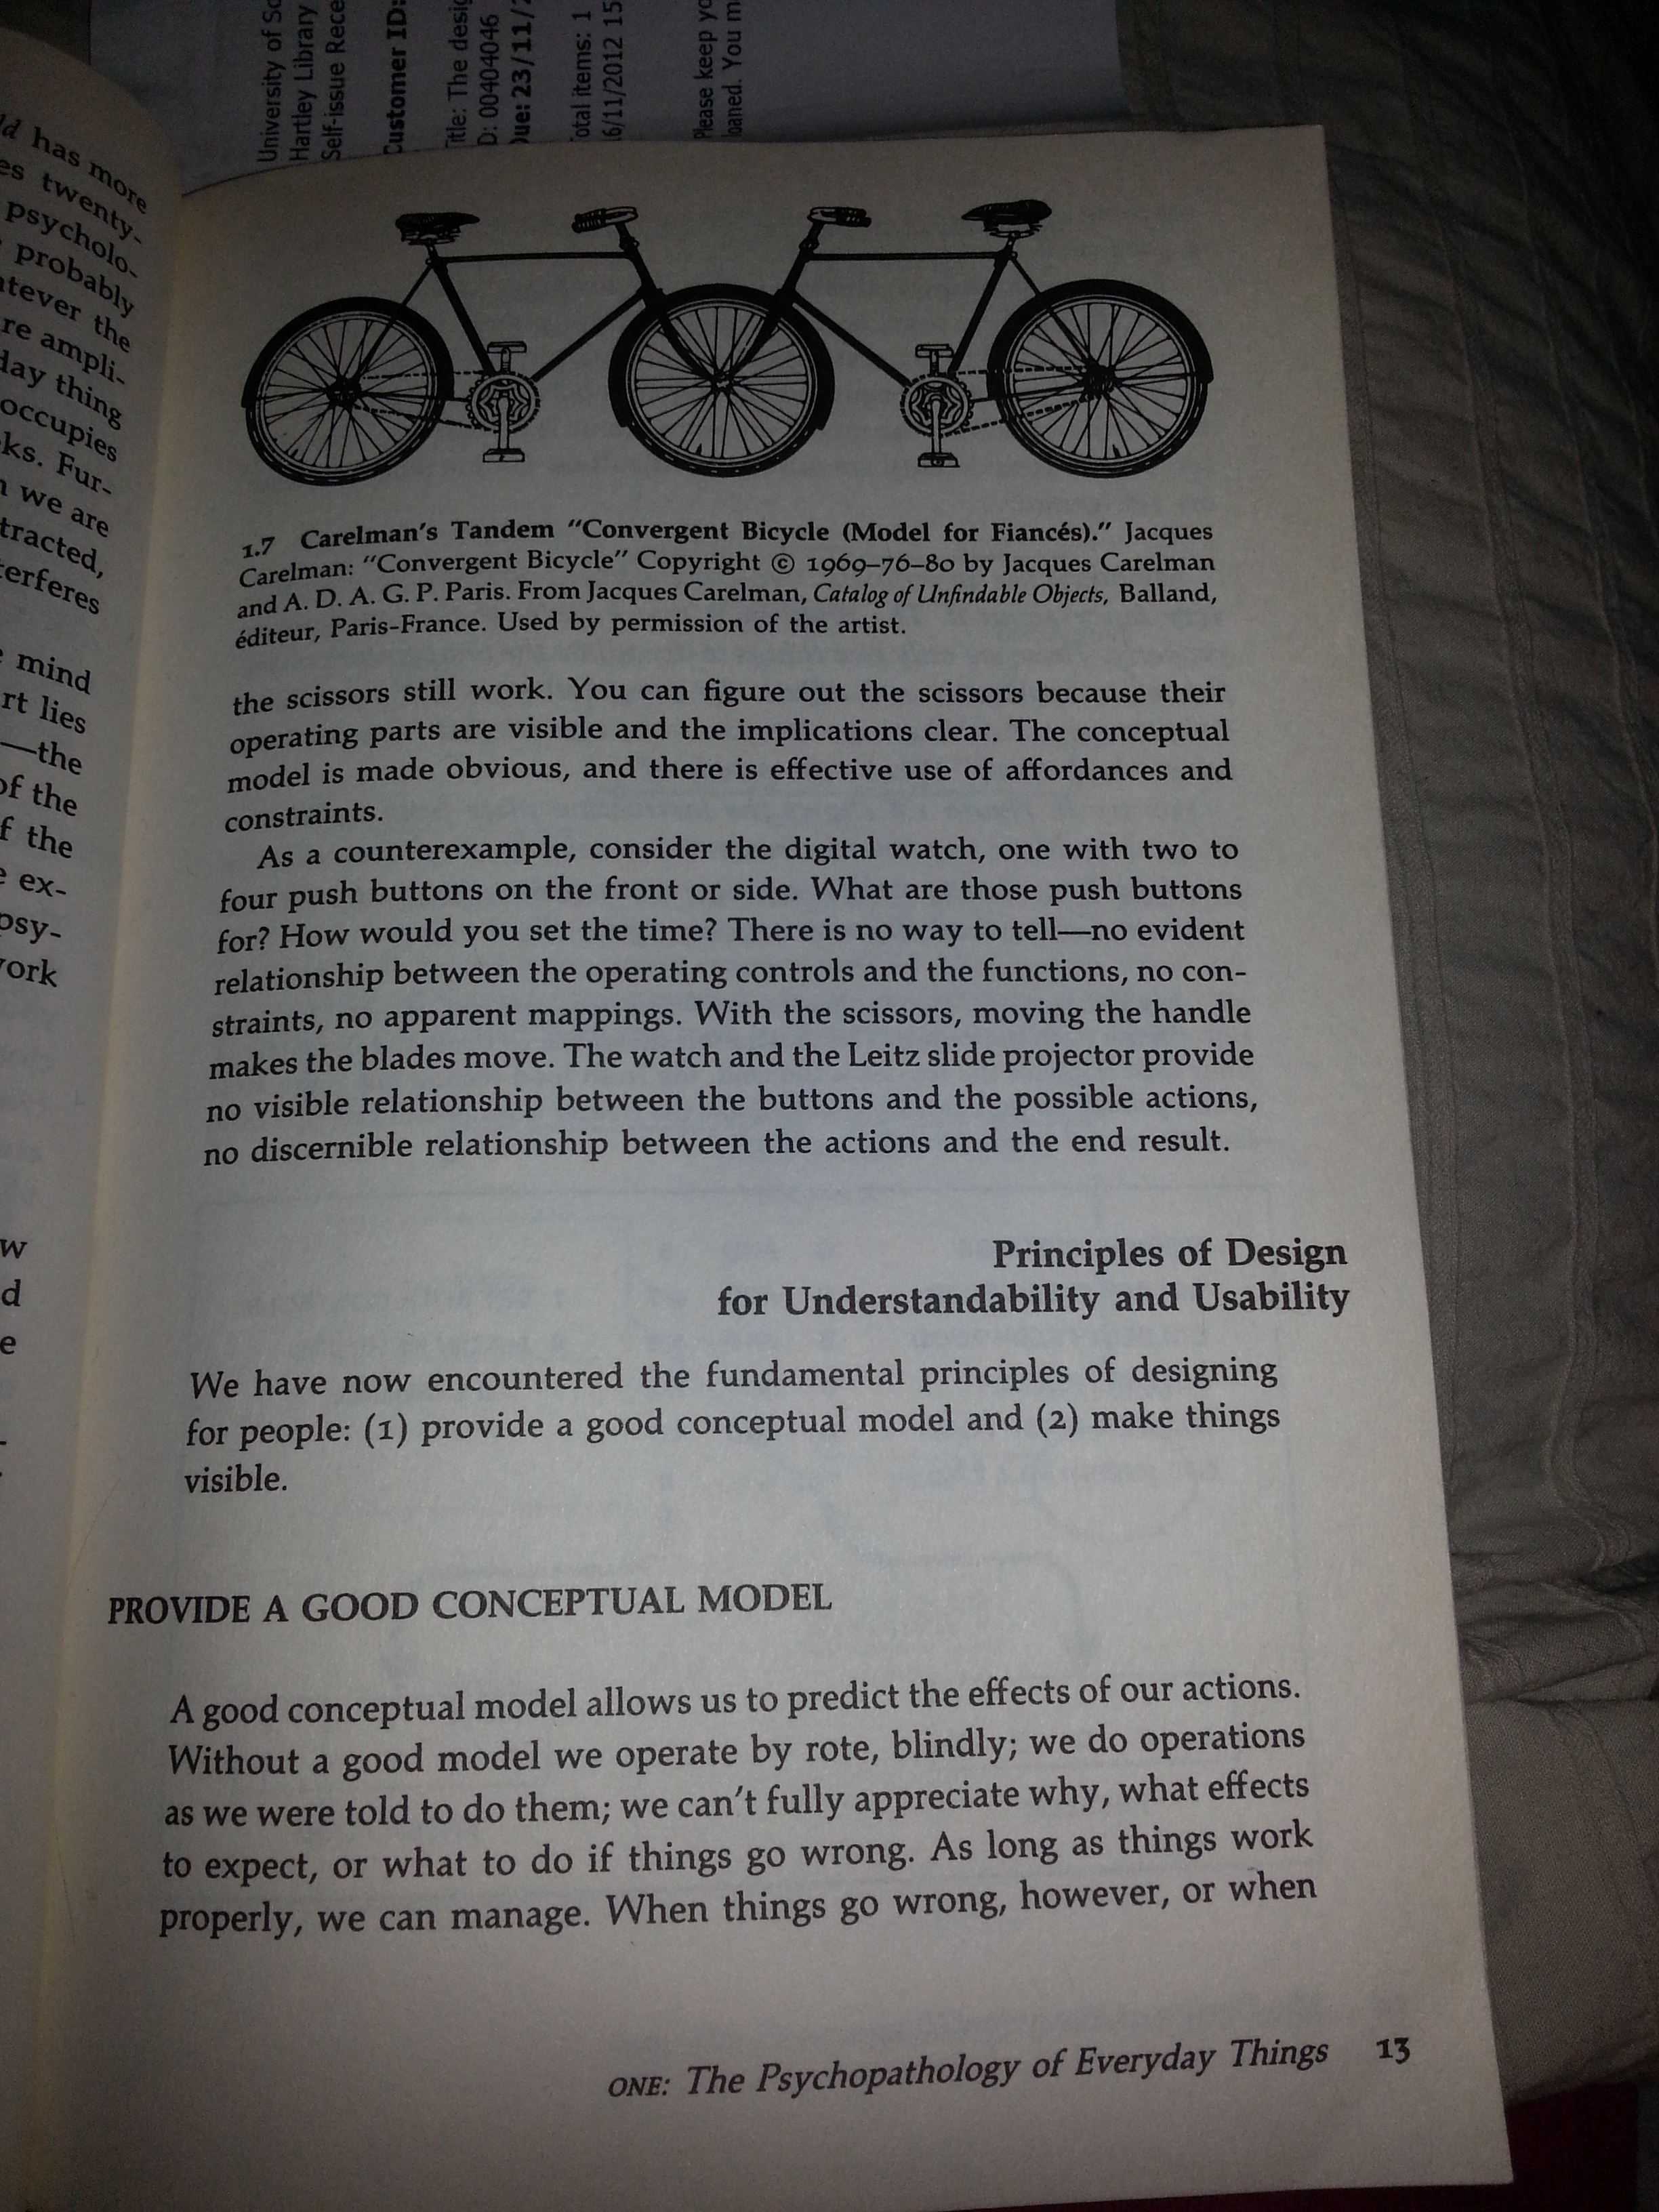 University of
Hartley Library
Self-issue
Customer ID:
Title: The
ID: 00404046
Due: 23/11/
Total items: 1
16/11/2012 15
Please keep
loaned. You
has more
twenty-
psycholo-
probably
the
ampli-
thing
occupies
Fur-
we are
mind
lies
—the
of the
the
ex-
1.7 Carelman's Tandem “Convergent Bicycle (Model for Fiancés).” Jacques
Carelman: “Convergent Bicycle” Copyright © 1969–76–80 by Jacques Carelman
and A. D. A. G. P. Paris. From Jacques Carelman, Catalog of Unfindable Objects, Balland,
éditeur, Paris–France. Used by permission of the artist.
the scissors still work. You can figure out the scissors because their
operating parts are visible and the implications clear. The conceptual
model is made obvious, and there is effective use of affordances and
constraints.
As a counterexample, consider the digital watch, one with two to
four push buttons on the front or side. What are those push buttons
for? How would you set the time? There is no way to tell—no evident
relationship between the operating controls and the functions, no con-
straints, no apparent mappings. With the scissors, moving the handle
makes the blades move. The watch and the Leitz slide projector provide
no visible relationship between the buttons and the possible actions,
no discernible relationship between the actions and the end result.
Principles of Design
for Understandability and Usability
We have now encountered the fundamental principles of designing
for people: (1) provide a good conceptual model and (2) make things
visible.
PROVIDE A GOOD CONCEPTUAL MODEL
A good conceptual model allows us to predict the effects of our actions.
Without a good model we operate by rote, blindly; we do operations
as we were told to do them; we can't fully appreciate why, what effects
to expect, or what to do if things go wrong. As long as things work
properly, we can manage. When things go wrong, however, or when
ONE: The Psychopathology of Everyday Things 13